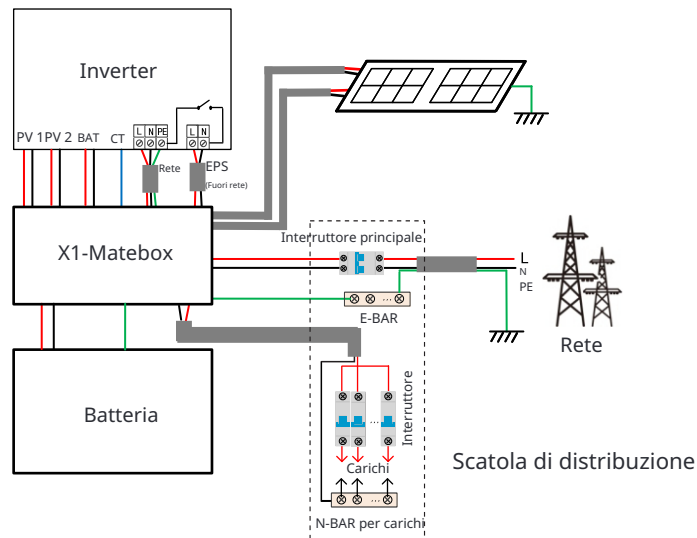 Inverter
PV 1 PV 2 BAT CT
L N PE
L N
Rete
EPS
(Fuori rete)
X1-Matebox
Interruttore principale
L
N
PE
E-BAR
Rete
Batteria
Interruttore
...
Carichi
Scatola di distribuzione
N-BAR per carichi